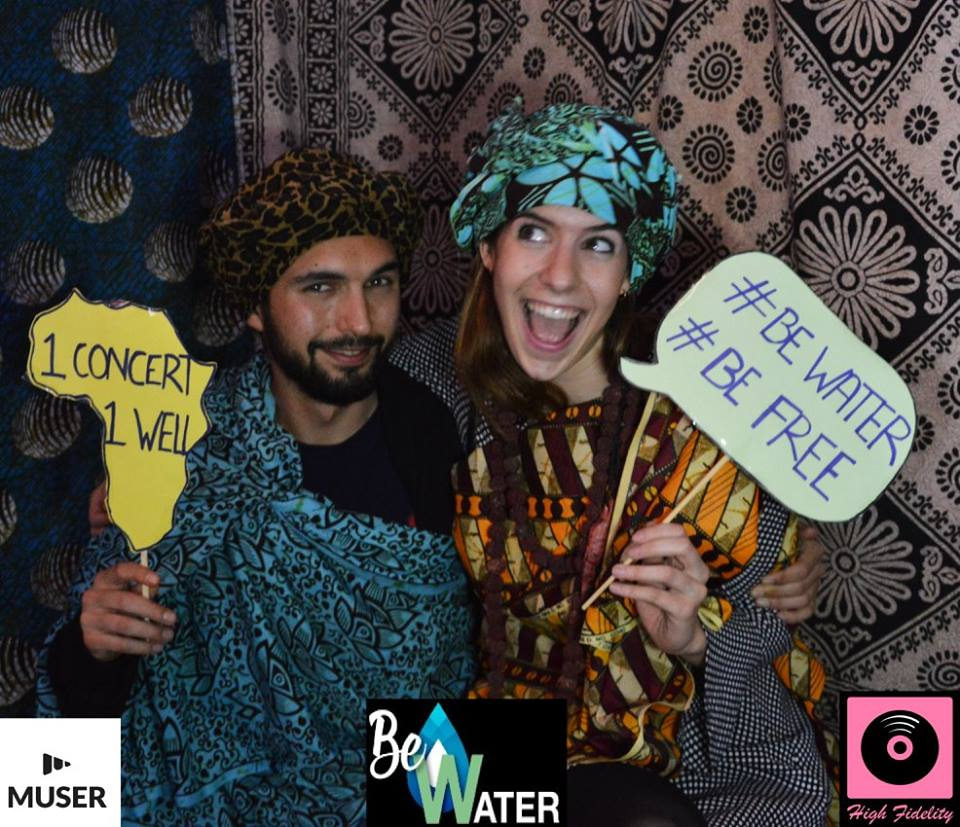 1 CONCERT
1 WELL
#BE WATER
#BE FREE
MUSER
Be
WATER
High Fidelity